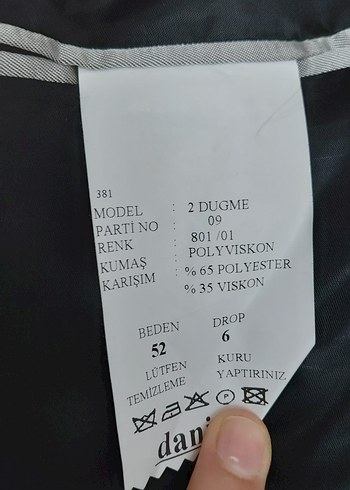 381
MODEL : 2 DUGME
PARTİ NO : 09
RENK : 801 /01
KUMAŞ : POLYVISKON
KARIŞIM : % 65 POLYESTER
% 35 VISKON
BEDEN DROP
52 6
LÜTFEN KURU
TEMİZLEME YAPTIRINIZ
P